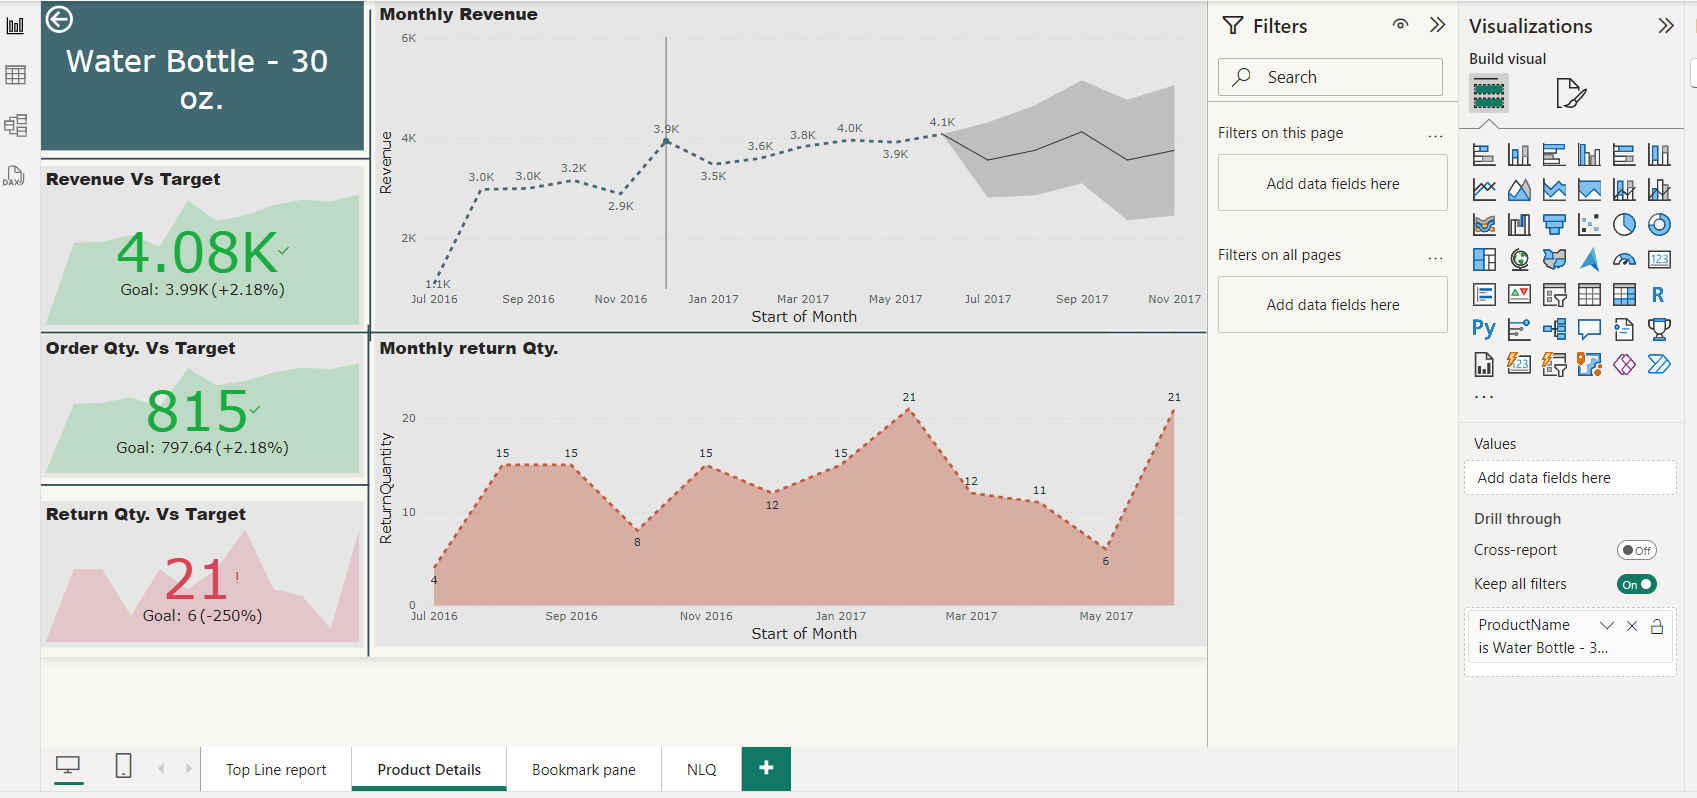 Water Bottle - 30
oz.
Revenue Vs Target
4.08K
Goal: 3.99K (+2.18%)
Order Qty. Vs Target
815
Goal: 797.64 (+2.18%)
Return Qty. Vs Target
21 !
Goal: 6 (-250%)
Monthly Revenue
6K
4K
2K
Revenue
1.1K
3.0K
3.0K
3.2K
2.9K
3.9K
3.5K
3.6K
3.8K
4.0K
3.9K
4.1K
Jul 2016 Sep 2016 Nov 2016 Jan 2017 Mar 2017 May 2017 Jul 2017 Sep 2017 Nov 2017
Start of Month
Monthly return Qty.
20
10
0
ReturnQuantity
4
15
15
8
15
12
15
21
12
11
6
21
Jul 2016 Sep 2016 Nov 2016 Jan 2017 Mar 2017 May 2017
Start of Month
Filters
Search
Filters on this page ...
Add data fields here
Filters on all pages ...
Add data fields here
Visualizations
Build visual
123
R
Py
123
...
Values
Add data fields here
Drill through
Cross-report Off
Keep all filters On
ProductName
is Water Bottle - 3...
DAX
Top Line report Product Details Bookmark pane NLQ +